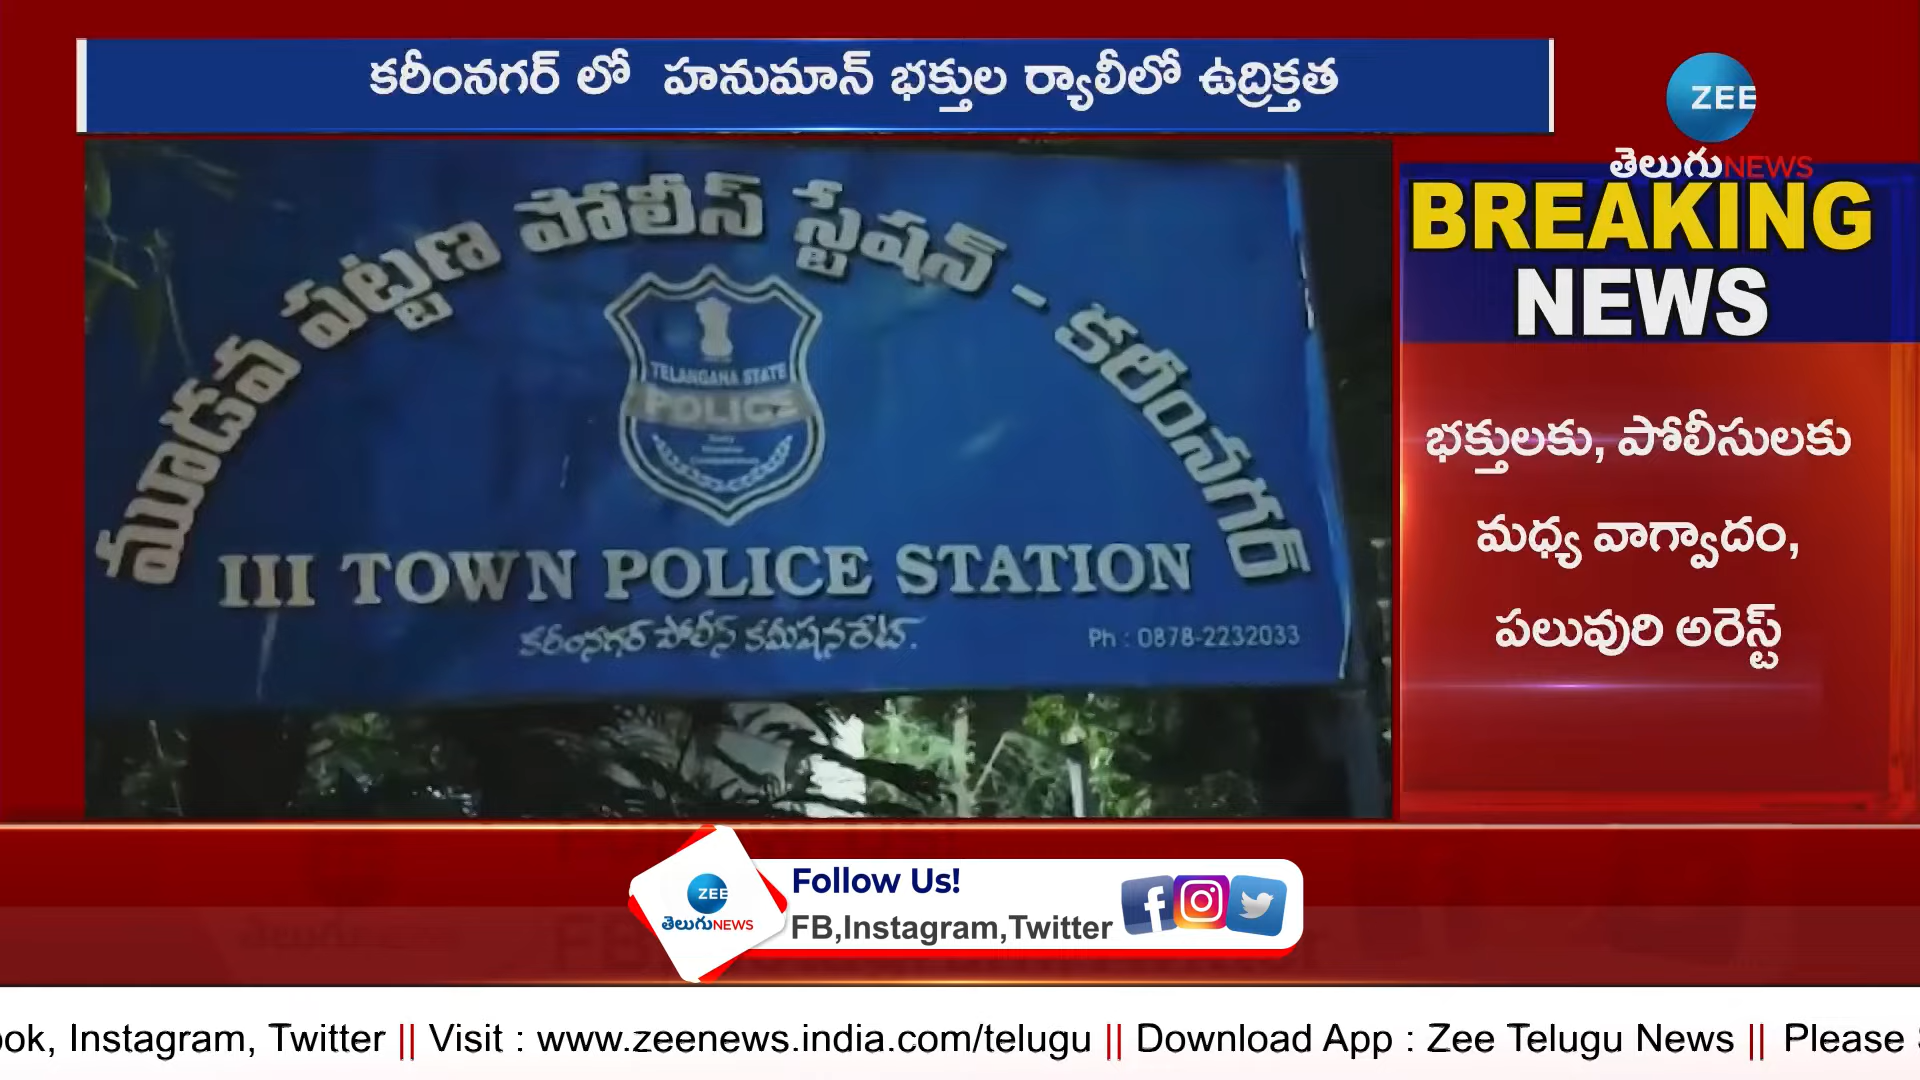 కరీంనగర్ లో హనుమాన్ భక్తుల ర్యాలీలో ఉద్రిక్తత
ZEE
తెలుగు NEWS
BREAKING
NEWS
భక్తులకు, పోలీసులకు
మధ్య వాగ్వాదం,
పలువురి అరెస్ట్
మూడవ పట్టణ పోలీస్ స్టేషన్ - కరీంనగర్
TELANGANA STATE
POLICE
III TOWN POLICE STATION
కరీంనగర్ పోలీస్ కమీషనరేట్.
Ph : 0878-2232033
ZEE
తెలుగు NEWS
Follow Us!
FB,Instagram,Twitter
ook, Instagram, Twitter || Visit : www.zeenews.india.com/telugu || Download App : Zee Telugu News || Please